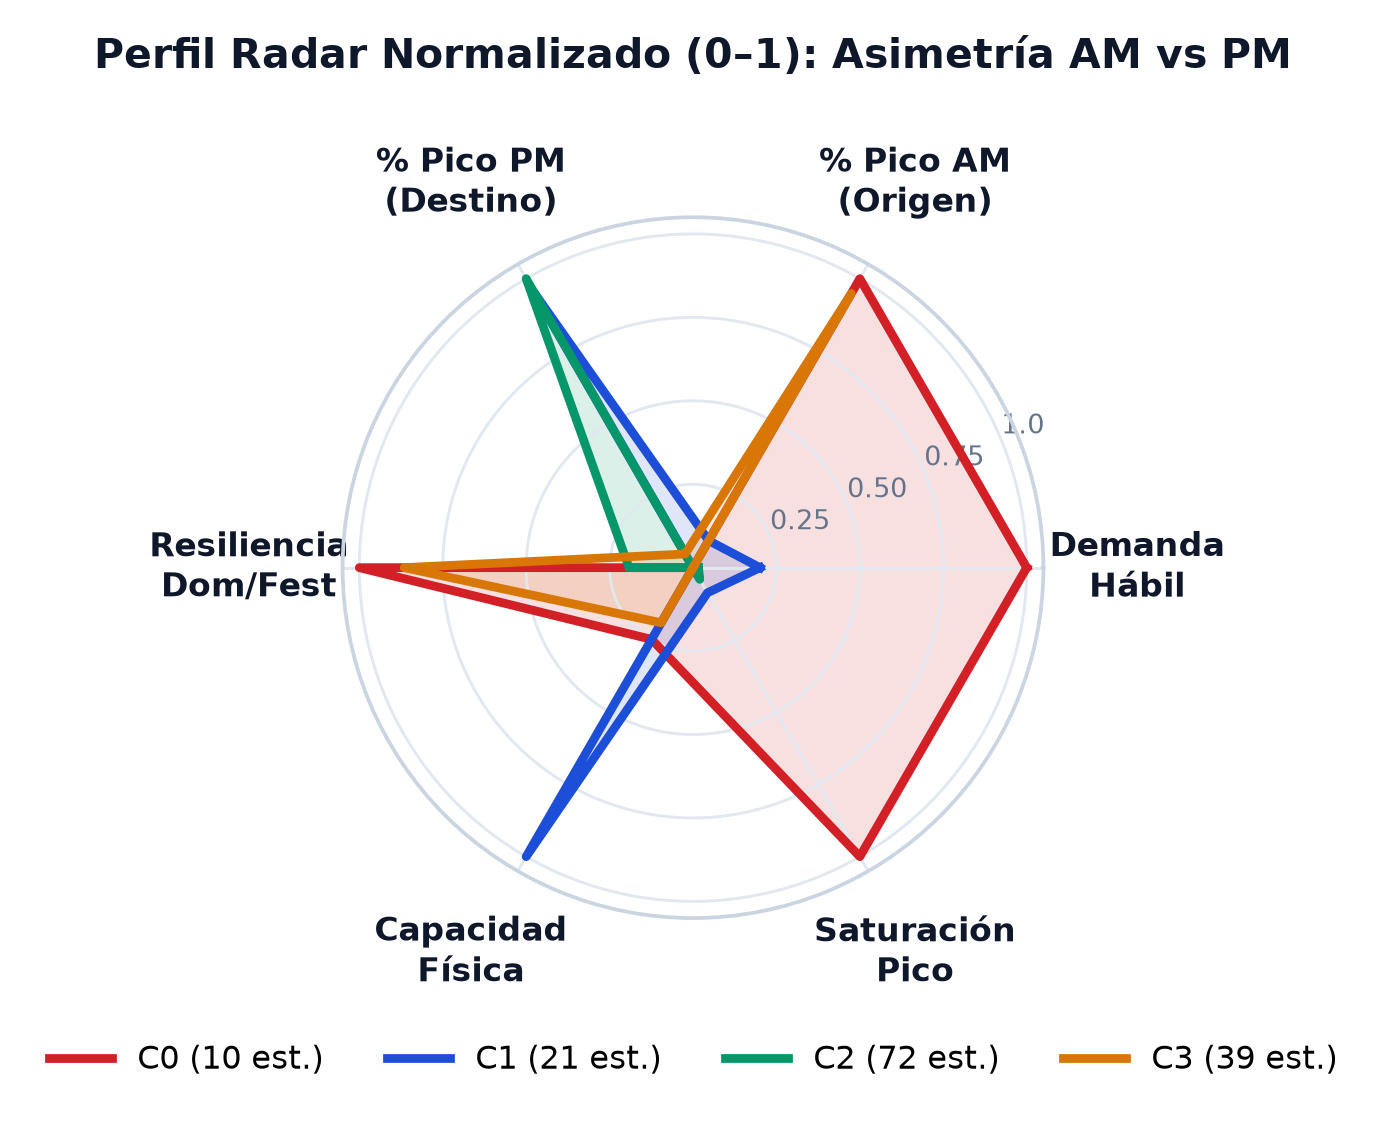 Perfil Radar Normalizado (0–1): Asimetría AM vs PM
% Pico PM
(Destino)
% Pico AM
(Origen)
1.0
0.75
0.50
0.25
Resiliencia
Dom/Fest
Demanda
Hábil
Capacidad
Física
Saturación
Pico
C0 (10 est.)
C1 (21 est.)
C2 (72 est.)
C3 (39 est.)